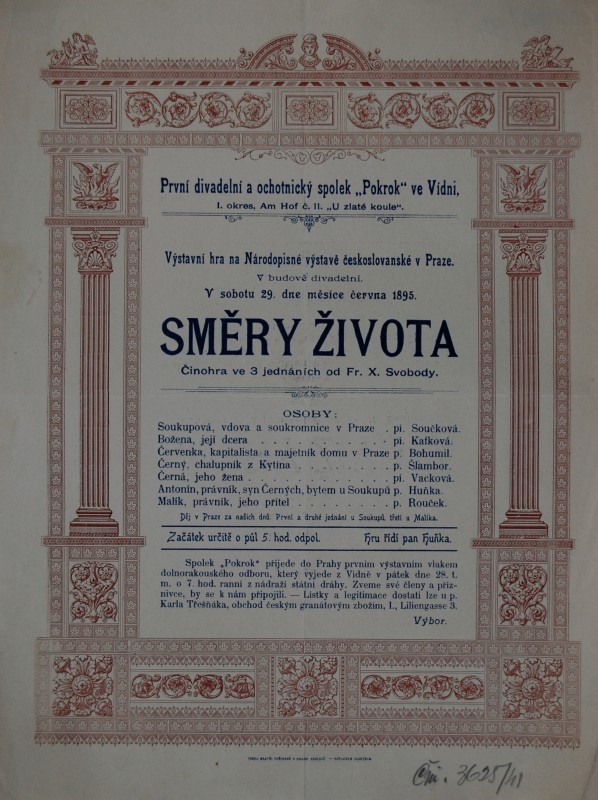 První divadelní a ochotnický spolek „Pokrok“ ve Vídni,
I. okres, Am Hof č. 11. „U zlaté koule“.
Výstavní hra na Národopisné výstavě českoslovanské v Praze.
V budově divadelní.
V sobotu 29. dne měsíce června 1895.
SMĚRY ŽIVOTA
Činohra ve 3 jednáních od Fr. X. Svobody.
OSOBY:
Soukupová, vdova a soukromnice v Praze . pí. Součková.
Božena, její dcera . . . . . . . . . . pí. Kafková.
Červenka, kapitalista a majetník domu v Praze p. Bohumil.
Černý, chalupník z Kytína . . . . . . . . p. Šlambor.
Černá, jeho žena . . . . . . . . . . . pí. Vacková.
Antonín, právník, syn Černých, bytem u Soukupů p. Huňka.
Malík, právník, jeho přítel . . . . . . . p. Rouček.
Děj v Praze za našich dnů. První a druhé jednání u Soukupů, třetí u Malíka.
Začátek určitě o půl 5. hod. odpol. Hru řídí pan Huňka.
Spolek „Pokrok“ přijede do Prahy prvním výstavním vlakem
dolnorakouského odboru, který vyjede z Vídně v pátek dne 28. t.
m. o 7. hod. ranní z nádraží státní dráhy. Zveme své členy a příz-
nivce, by se k nám připojili. — Lístky a legitimace dostati lze u p.
Karla Třešňáka, obchod českým granátovým zbožím, I., Liliengasse 3.
Výbor.
Čís. 3625/41